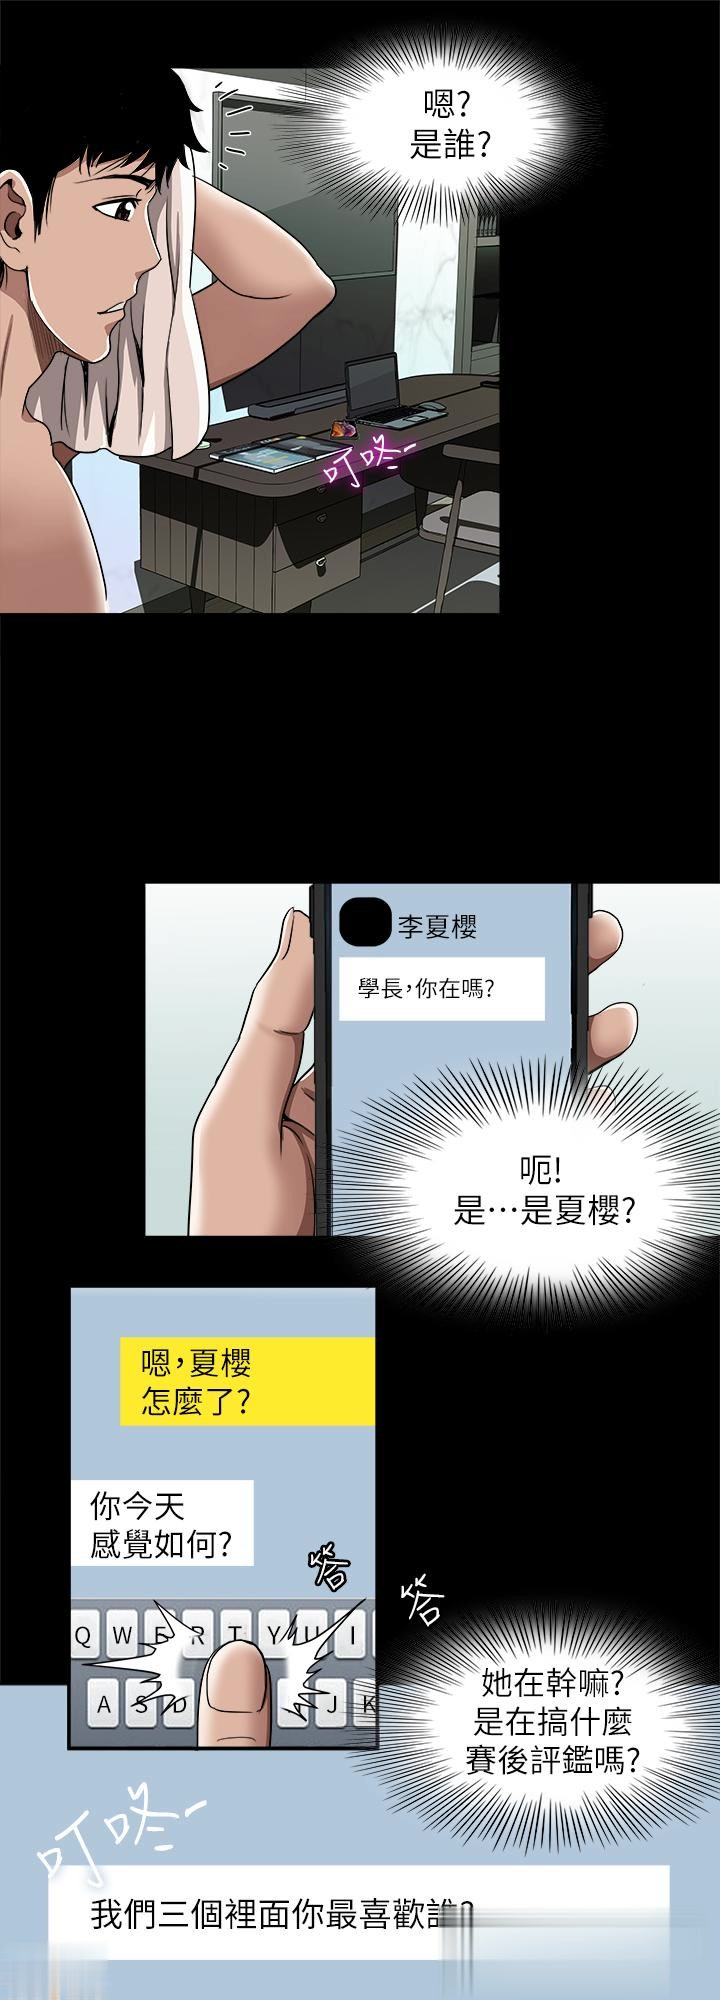 嗯?
是誰?
叮咚~
李夏櫻
學長,你在嗎?
呃!
是⋯是夏櫻?
嗯,夏櫻
怎麼了?
你今天
感覺如何?
答
答
Q W E R T Y U I
A S D J K
她在幹嘛?
是在搞什麼
賽後評鑑嗎?
叮咚~
我們三個裡面你最喜歡誰?